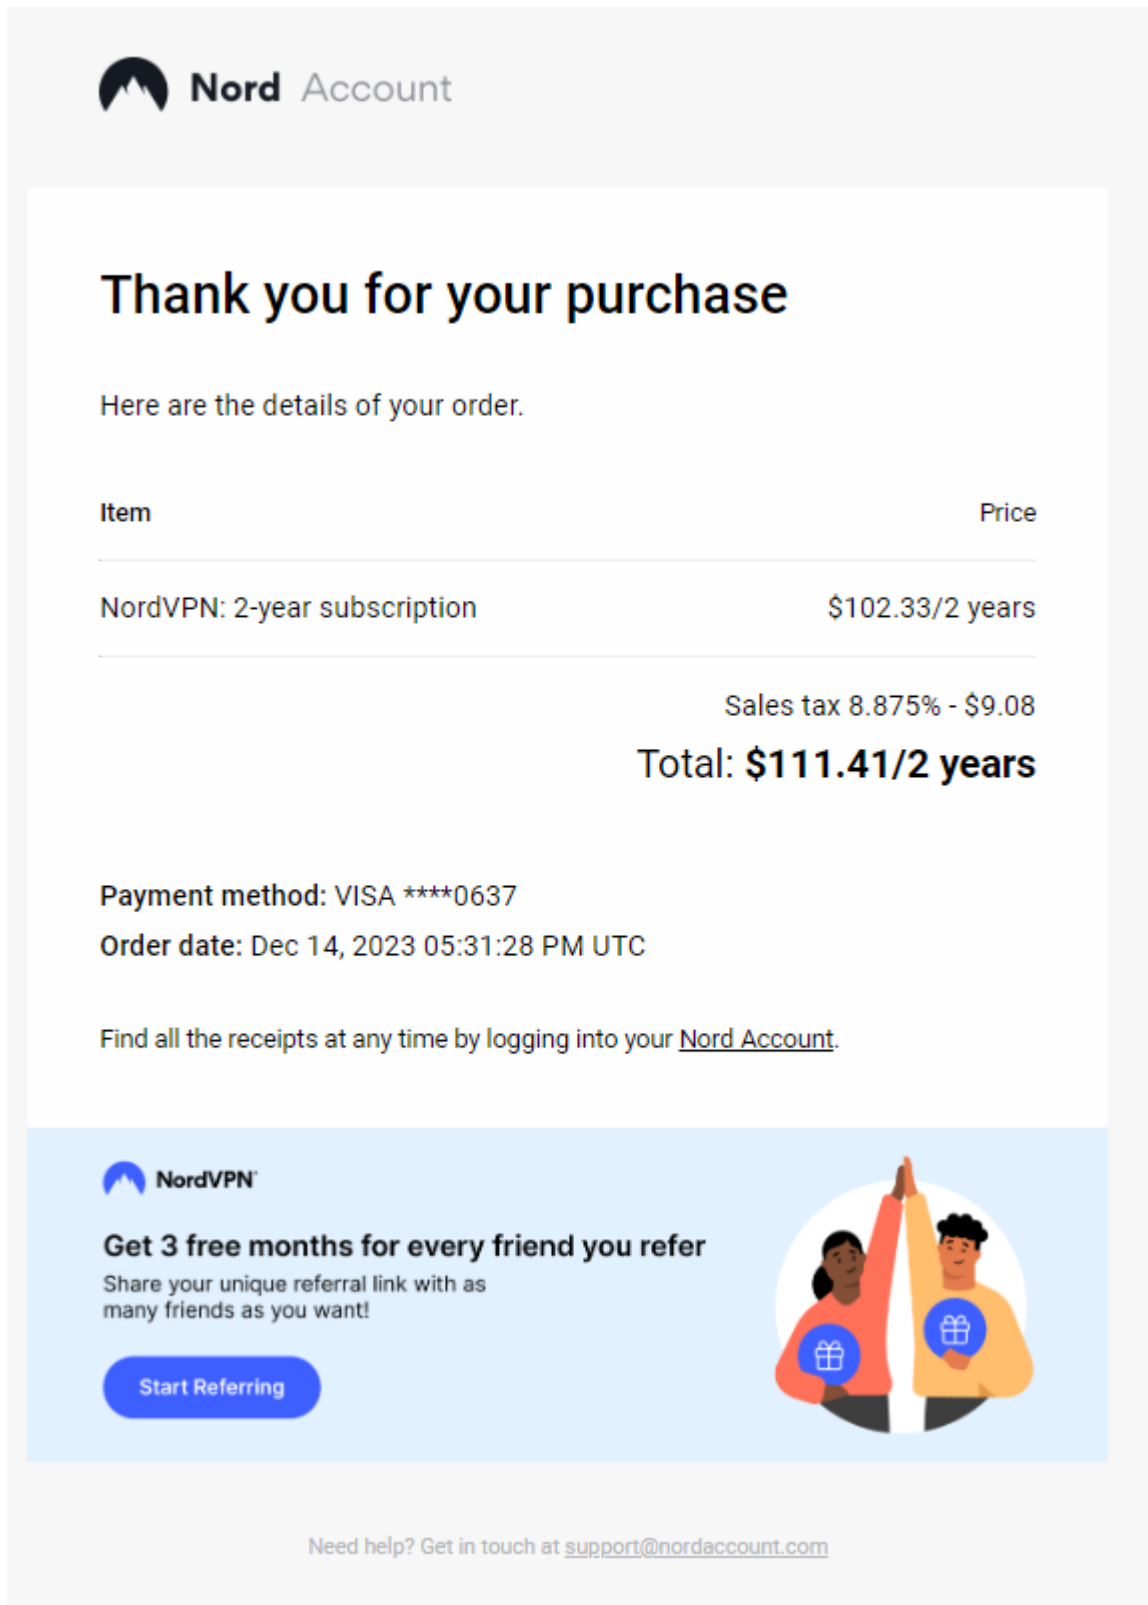 Nord Account
Thank you for your purchase
Here are the details of your order.
Item Price
NordVPN: 2-year subscription $102.33/2 years
Sales tax 8.875% - $9.08
Total: $111.41/2 years
Payment method: VISA ****0637
Order date: Dec 14, 2023 05:31:28 PM UTC
Find all the receipts at any time by logging into your Nord Account.
NordVPN®
Get 3 free months for every friend you refer
Share your unique referral link with as
many friends as you want!
Start Referring
Need help? Get in touch at support@nordaccount.com